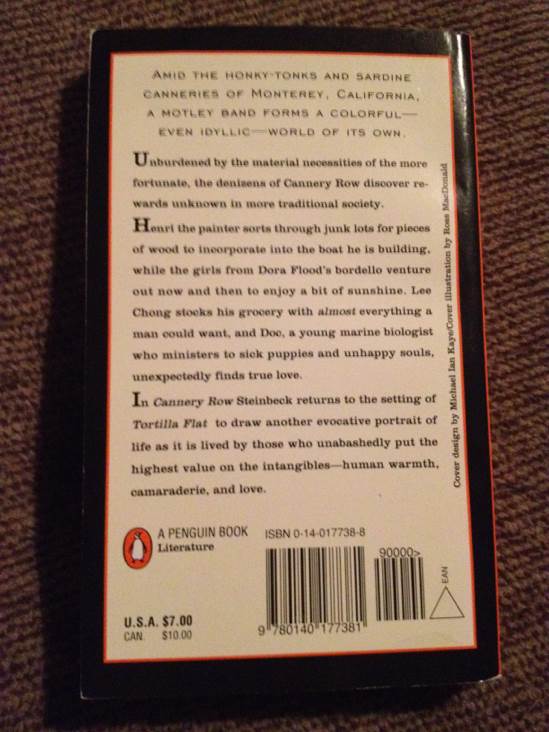 AMID THE HONKY-TONKS AND SARDINE
CANNERIES OF MONTEREY, CALIFORNIA,
A MOTLEY BAND FORMS A COLORFUL—
EVEN IDYLLIC—WORLD OF ITS OWN.
Unburdened by the material necessities of the more
fortunate, the denizens of Cannery Row discover re-
wards unknown in more traditional society.
Henri the painter sorts through junk lots for pieces
of wood to incorporate into the boat he is building,
while the girls from Dora Flood's bordello venture
out now and then to enjoy a bit of sunshine. Lee
Chong stocks his grocery with almost everything a
man could want, and Doc, a young marine biologist
who ministers to sick puppies and unhappy souls,
unexpectedly finds true love.
In Cannery Row Steinbeck returns to the setting of
Tortilla Flat to draw another evocative portrait of
life as it is lived by those who unabashedly put the
highest value on the intangibles—human warmth,
camaraderie, and love.
Cover design by Michael Ian Kaye/Cover illustration by Ross MacDonald
A PENGUIN BOOK
Literature
ISBN 0-14-017738-8
90000>
EAN
U.S.A. $7.00
CAN. $10.00
9 780140 177381